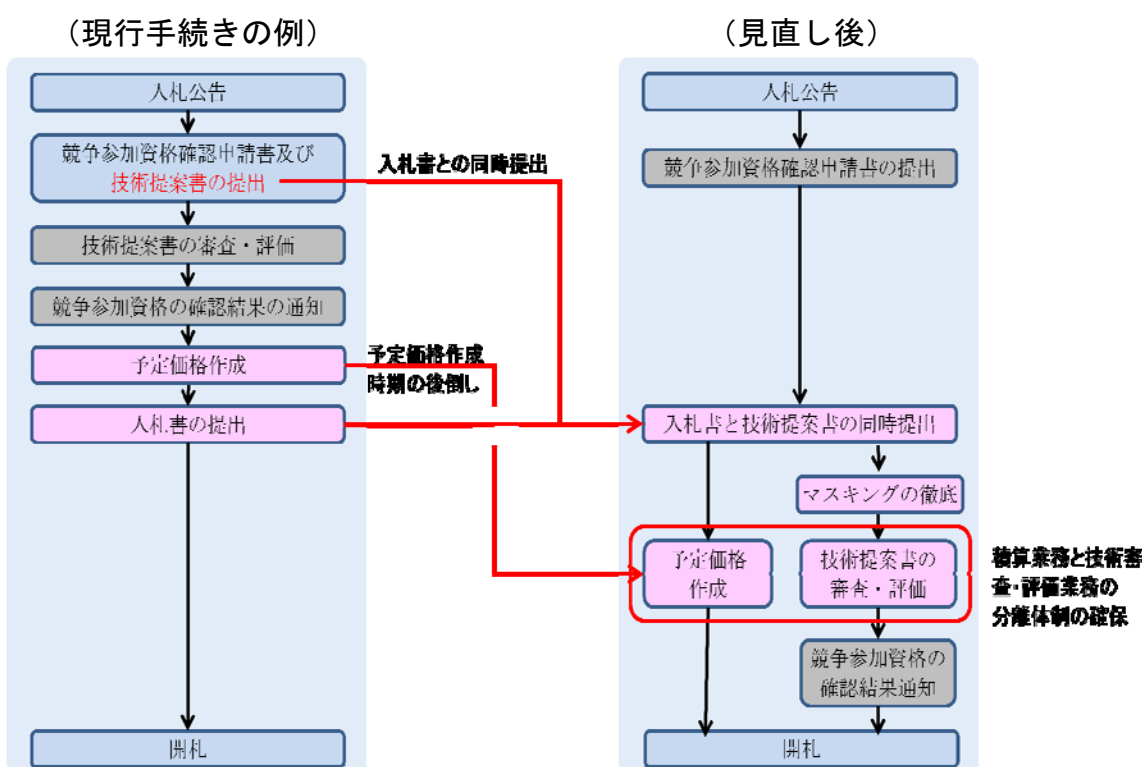 （現行手続きの例）
入札公告
競争参加資格確認申請書及び
技術提案書の提出
技術提案書の審査・評価
競争参加資格の確認結果の通知
予定価格作成
入札書の提出
開札
入札書との同時提出
予定価格作成
時期の後倒し
（見直し後）
入札公告
競争参加資格確認申請書の提出
入札書と技術提案書の同時提出
マスキングの徹底
予定価格
作成
技術提案書の
審査・評価
競争参加資格の
確認結果通知
開札
積算業務と技術審
査・評価業務の
分離体制の確保